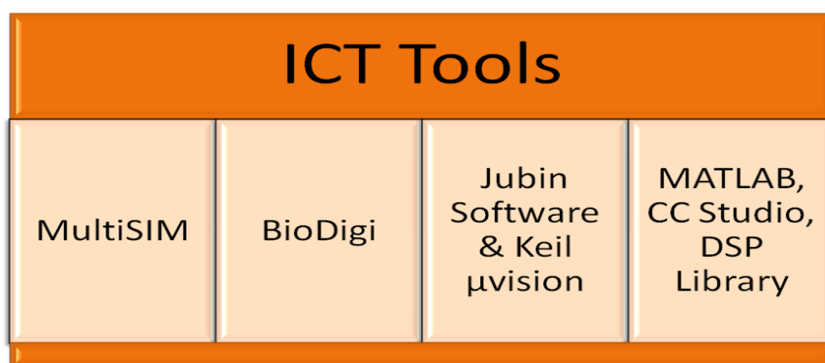 ICT Tools
MultiSIM
BioDigi
Jubin
Software
& Keil
µvision
MATLAB,
CC Studio,
DSP
Library